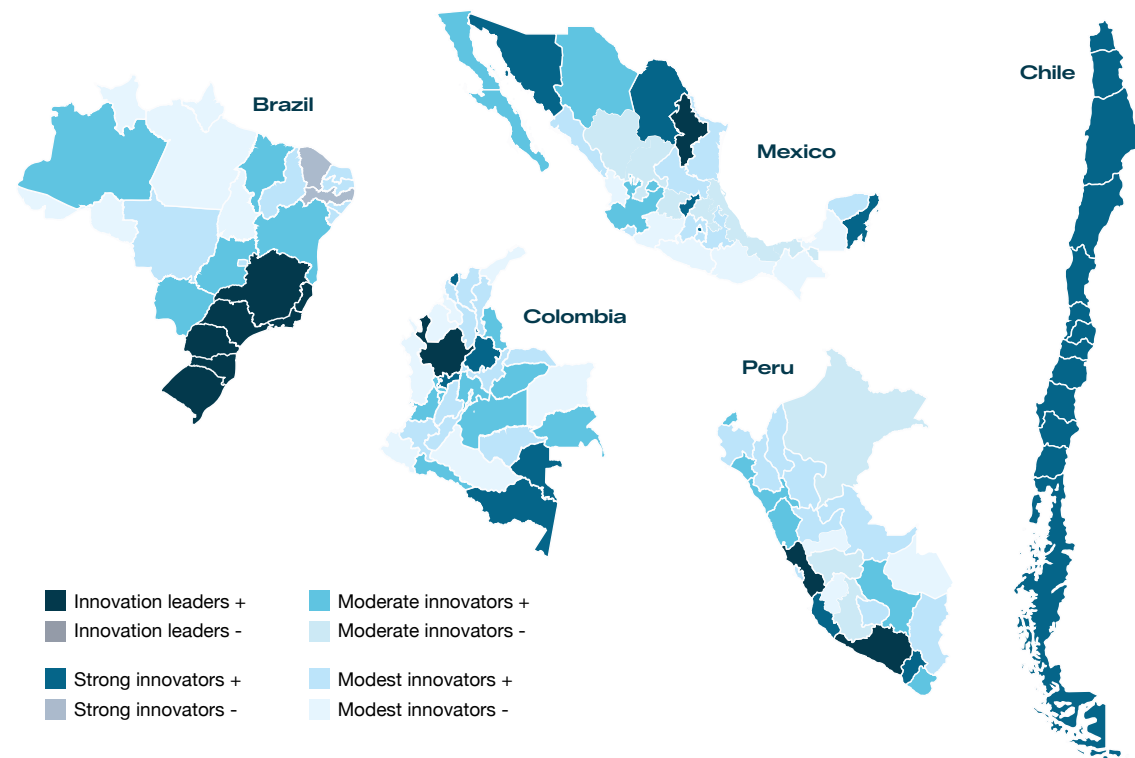 Chile
Brazil
Mexico
Colombia
Peru
Innovation leaders +
Innovation leaders -
Strong innovators +
Strong innovators -
Moderate innovators +
Moderate innovators -
Modest innovators +
Modest innovators -